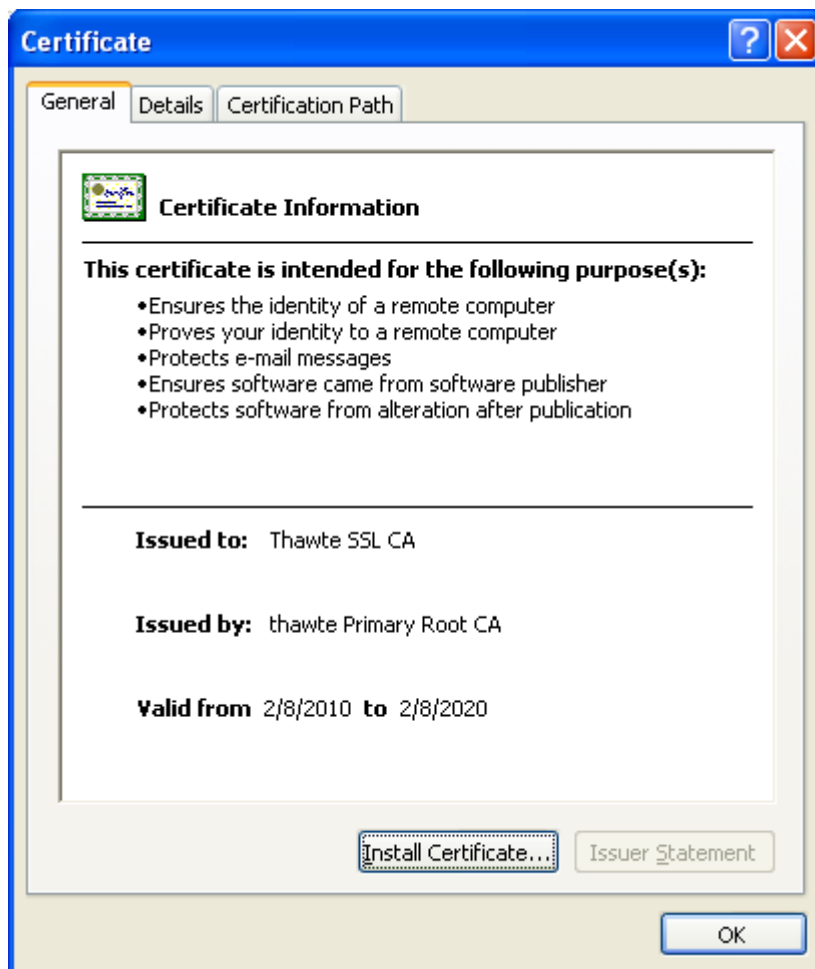 Certificate
General Details Certification Path
Certificate Information
This certificate is intended for the following purpose(s):
•Ensures the identity of a remote computer
•Proves your identity to a remote computer
•Protects e-mail messages
•Ensures software came from software publisher
•Protects software from alteration after publication
Issued to: Thawte SSL CA
Issued by: thawte Primary Root CA
Valid from 2/8/2010 to 2/8/2020
Install Certificate... Issuer Statement
OK